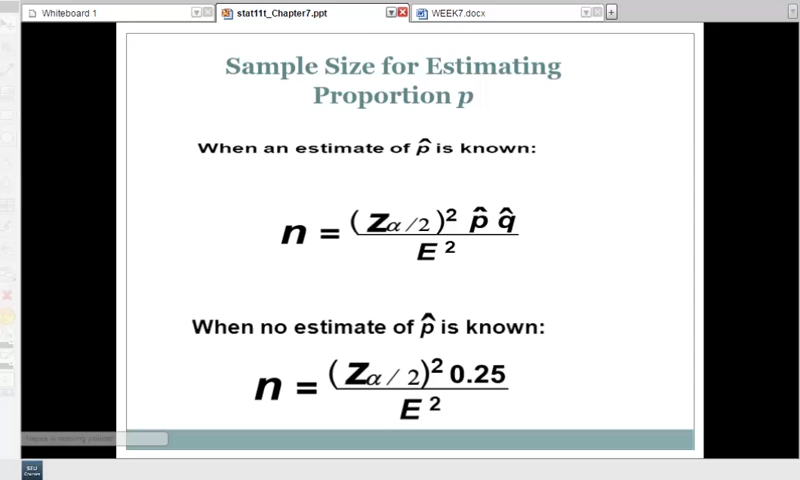 Whiteboard 1
stat11t_Chapter7.ppt
WEEK7.docx
Sample Size for Estimating
Proportion p
When an estimate of p̂ is known:
n = (zα/2)² p̂ q̂
E²
When no estimate of p̂ is known:
n = (zα/2)² 0.25
E²
SEU